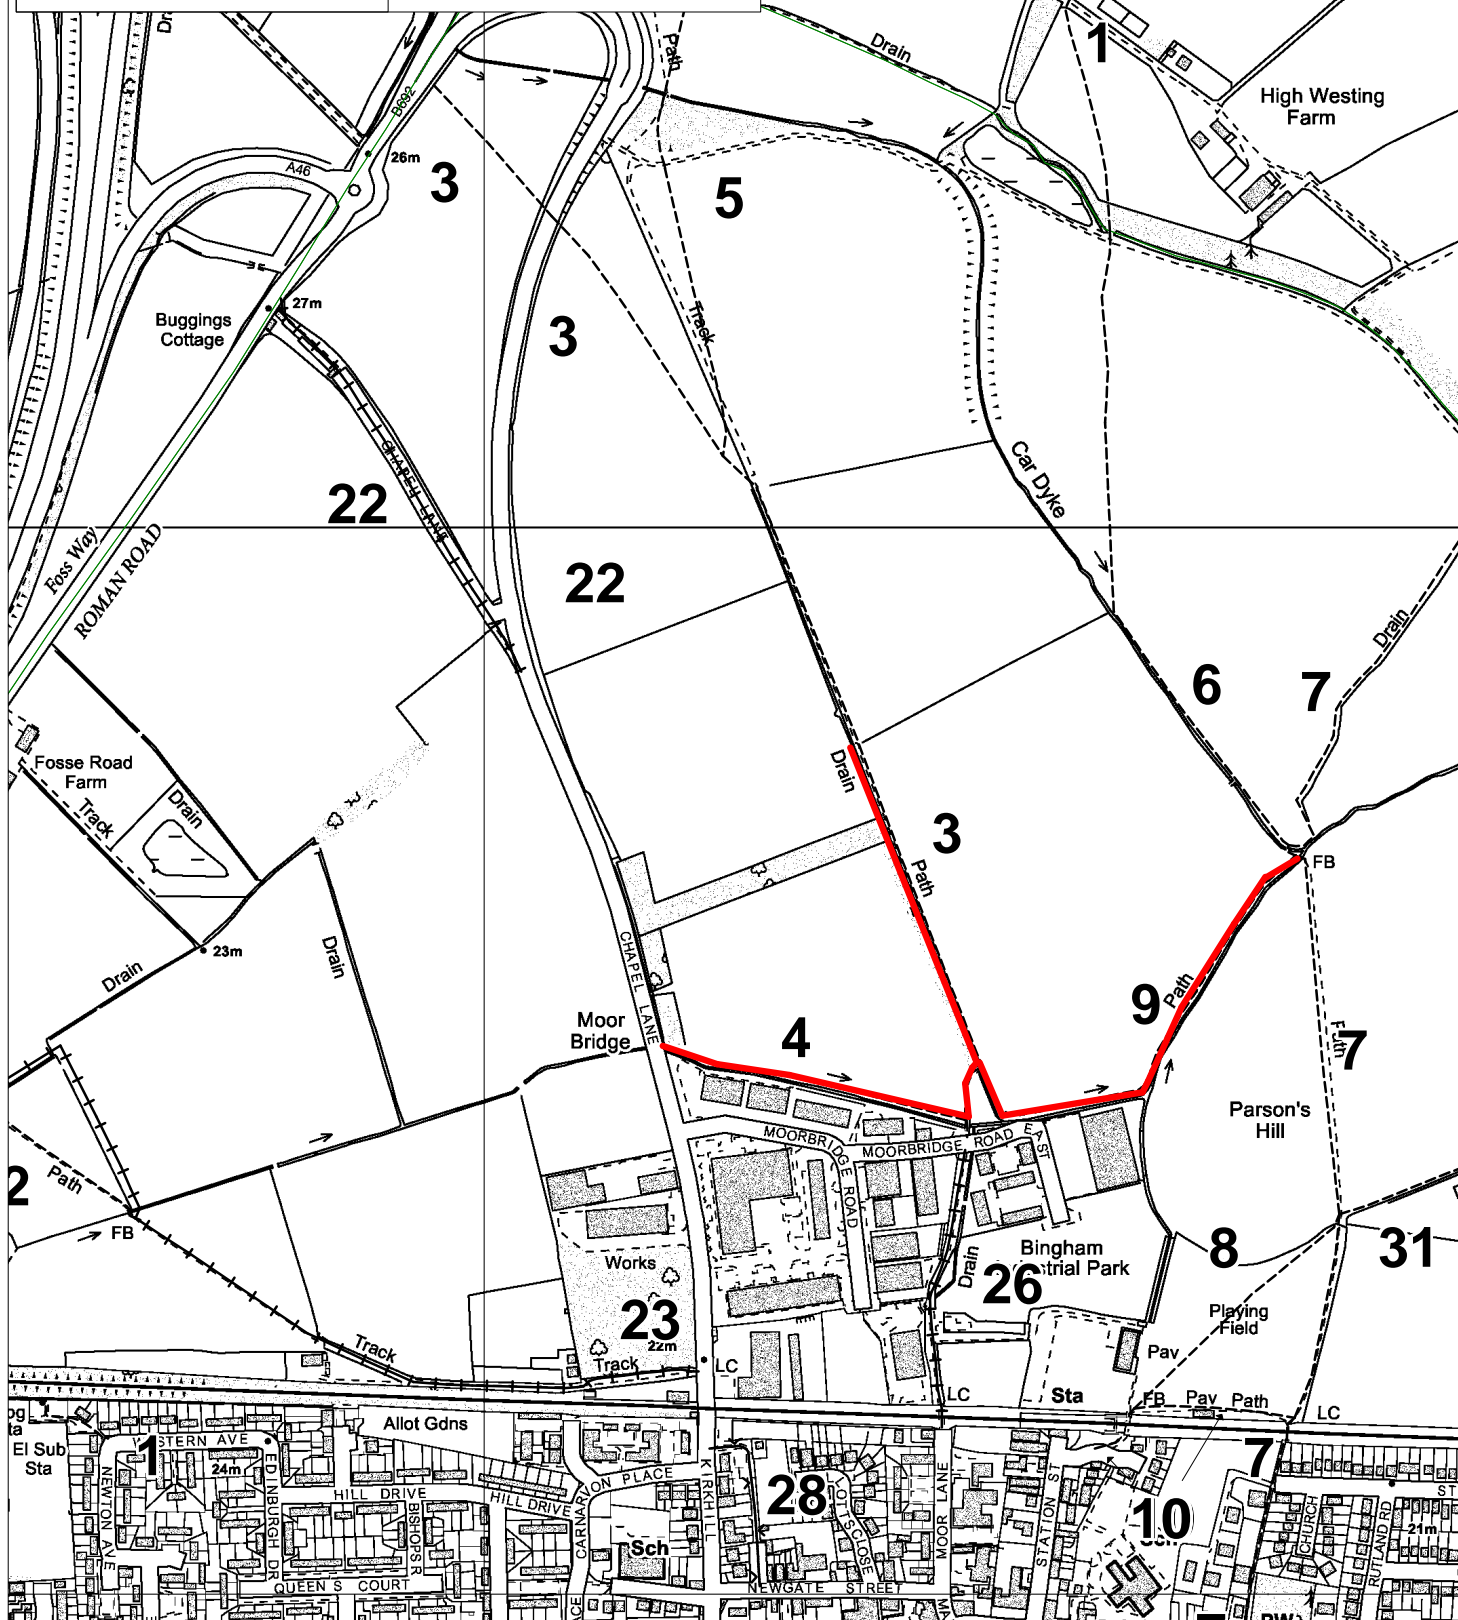 Path
Drain
1
High Westing
Farm
B692
26m
A46
3
5
27m
Buggings
Cottage
3
Track
CHAPEL LANE
22
Car Dyke
Foss Way
ROMAN ROAD
22
Drain
6
7
Fosse Road
Farm
Track
Drain
Drain
3
Path
FB
CHAPEL LANE
23m
Drain
Drain
9
Path
Moor
Bridge
4
7
Parson's
Hill
MOORBRIDGE ROAD EAST
MOORBRIDGE
ROAD
2
Path
FB
Drain
Bingham
26
8
31
Works
23
22m
Playing
Field
Track
Track
LC
Pav
LC
Sta
FB
Pav
Path
LC
Allot Gdns
El Sub
Sta
1
24m
NEWTON AVE
EDINBURGH DR
HILL DRIVE
HILL DRIVE
BISHOPS
CARNARVON PLACE
KIRKHILL
28
MOOR LANE
STATION ST
10
7
CHURCH
RUTLAND RD
21m
ST
Sch
QUEEN S COURT
NEWGATE STREET